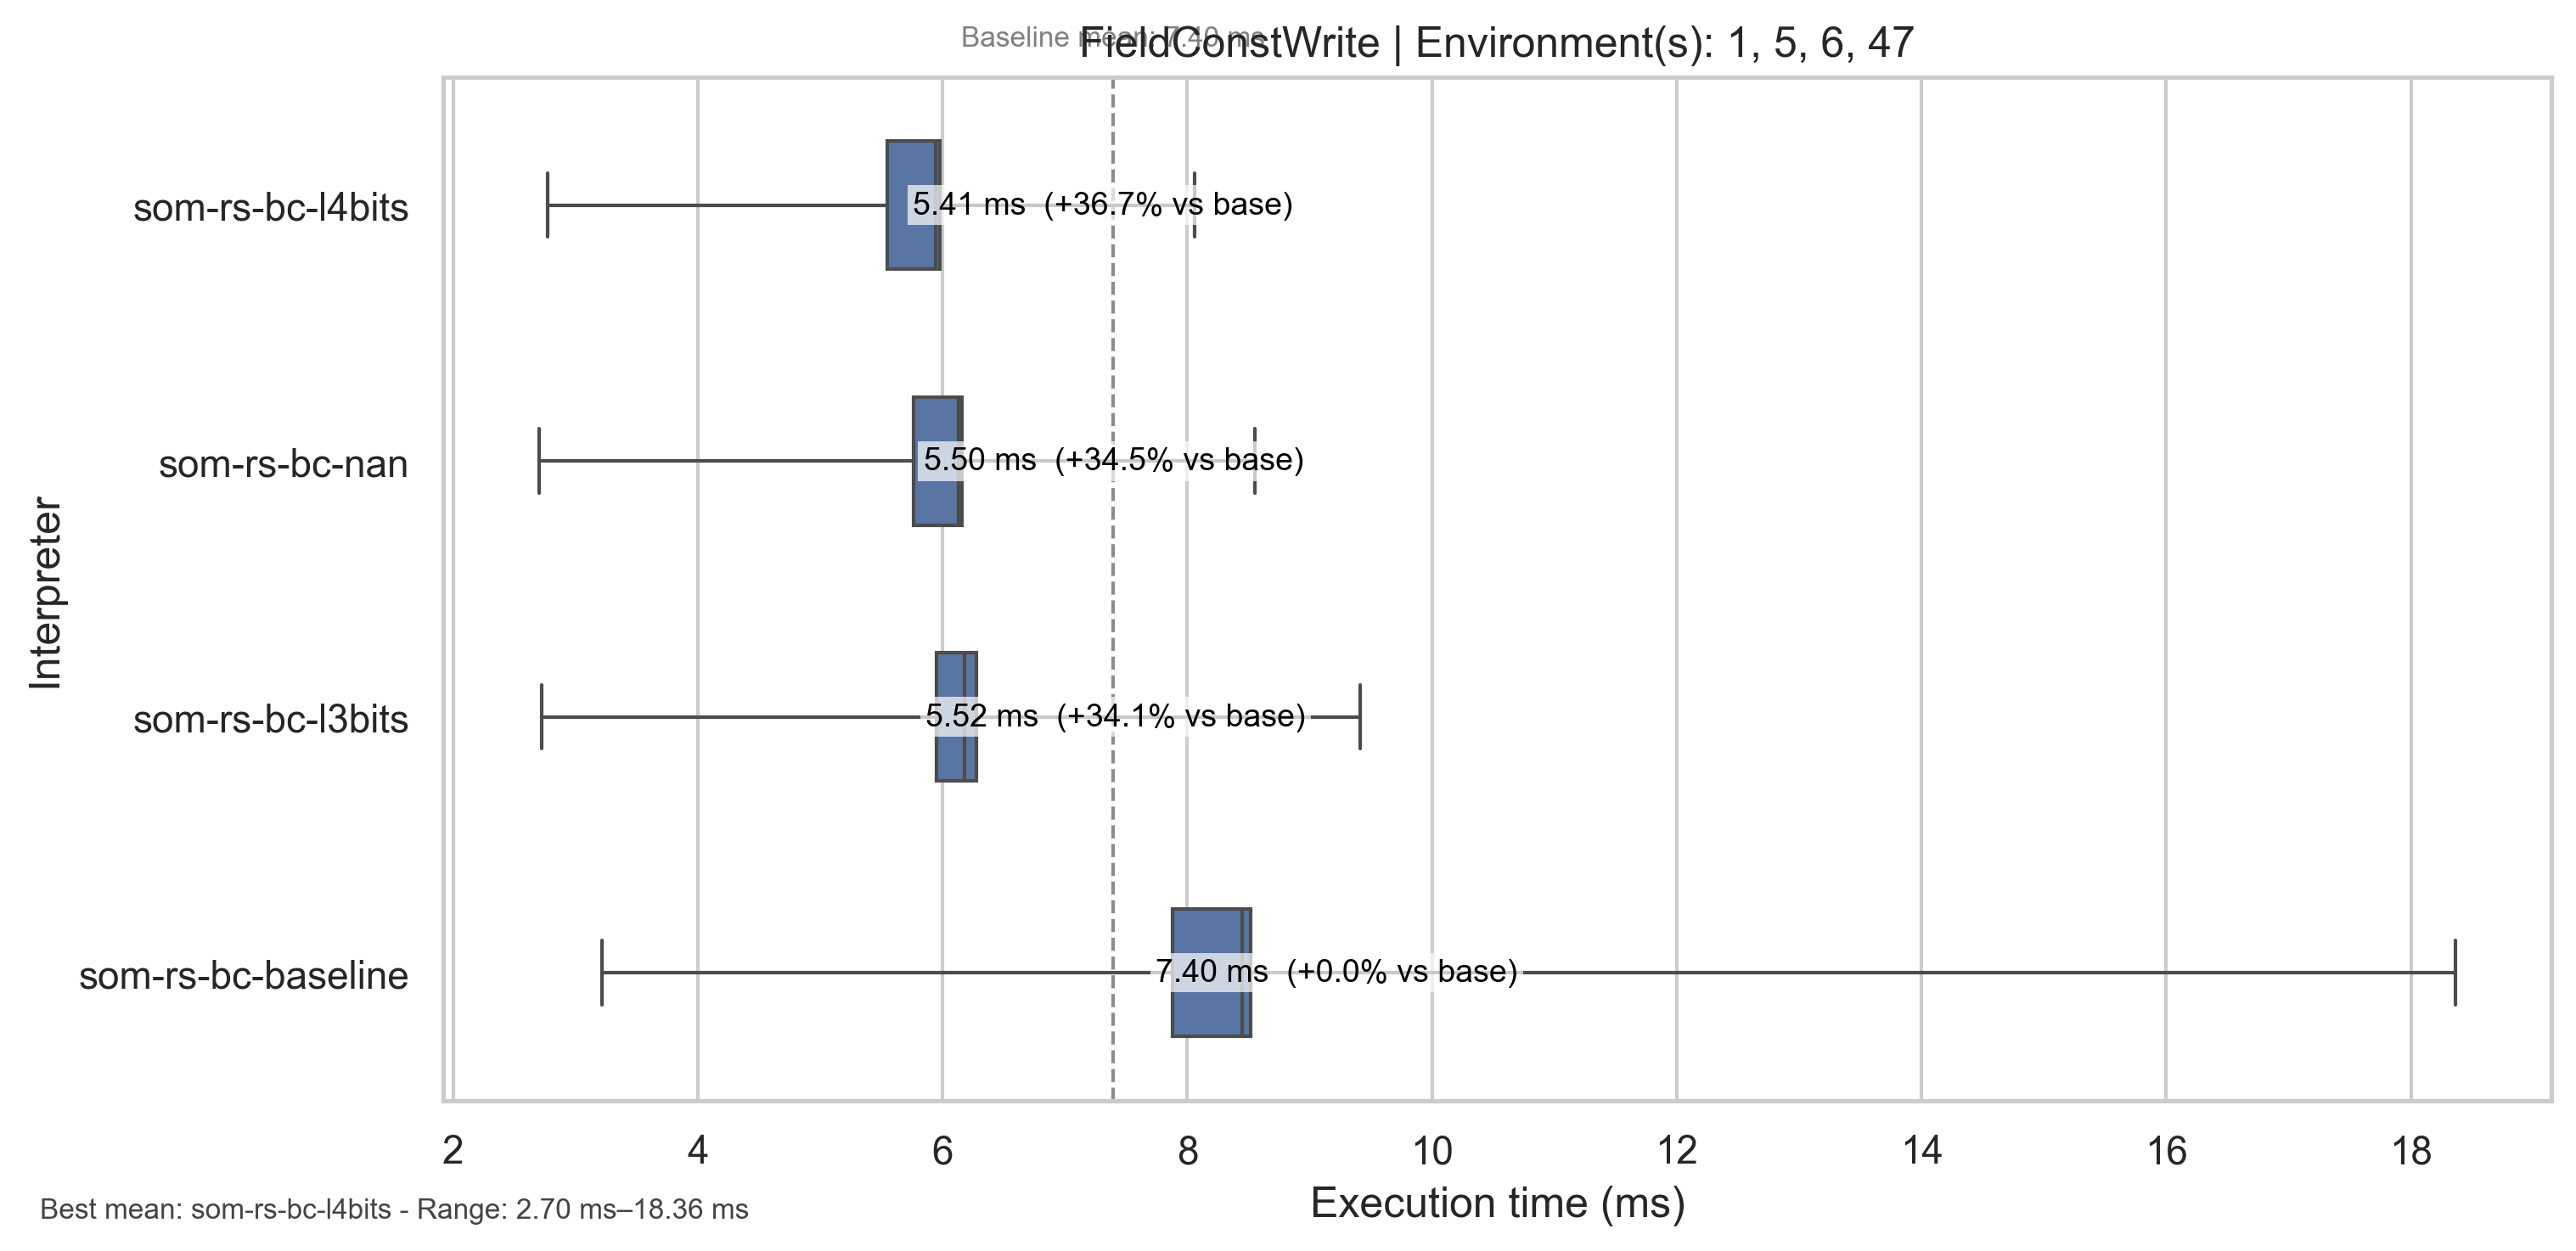 Baseline mean: 7.40 ms
FieldConstWrite | Environment(s): 1, 5, 6, 47
som-rs-bc-l4bits
5.41 ms (+36.7% vs base)
som-rs-bc-nan
5.50 ms (+34.5% vs base)
Interpreter
som-rs-bc-l3bits
5.52 ms (+34.1% vs base)
som-rs-bc-baseline
7.40 ms (+0.0% vs base)
2 4 6 8 10 12 14 16 18
Execution time (ms)
Best mean: som-rs-bc-l4bits - Range: 2.70 ms–18.36 ms